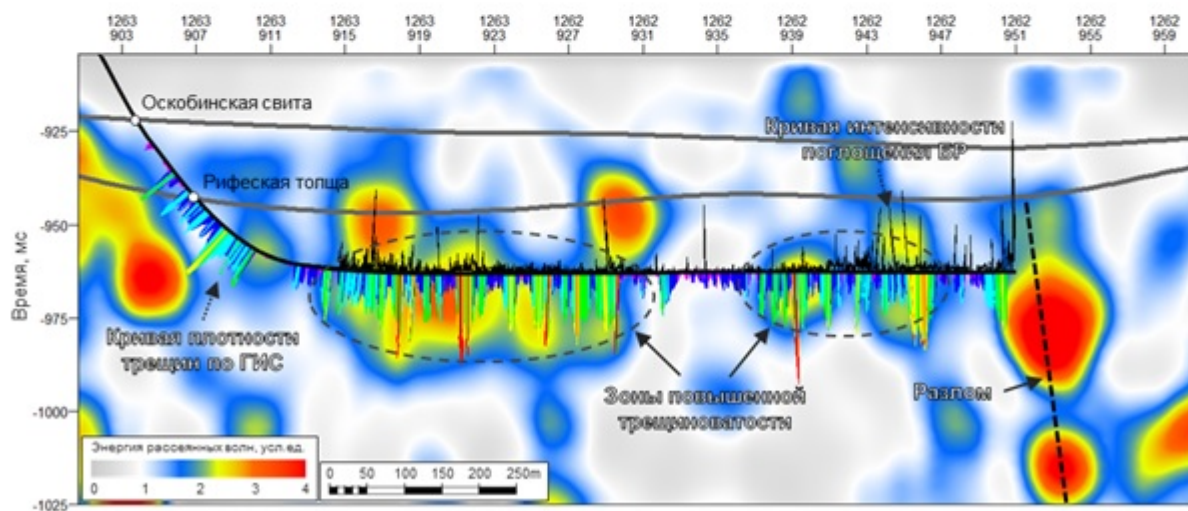 1263 1263 1263 1263 1263 1263 1262 1262 1262 1262 1262 1262 1262 1262 1262
903 907 911 915 919 923 927 931 935 939 943 947 951 955 959
Оскобинская свита
-925
Кривая интенсивности
поглощения БР
Рифеская топща
-950
Время, мс
-975
Кривая плотности
трещин по ГИС
Зоны повышенной
трещиноватости
Разлом
-1000
Энергия рассеянных волн, усл.ед.
0 1 2 3 4
0 50 100 150 200 250m
-1025